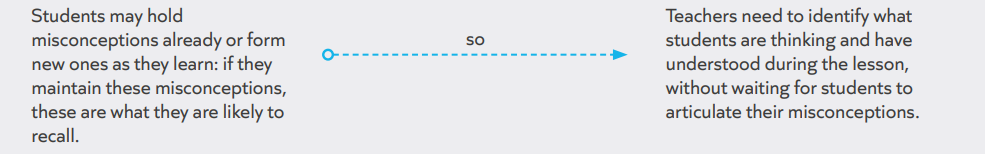 Students may hold
misconceptions already or form
new ones as they learn: if they
maintain these misconceptions,
these are what they are likely to
recall.
so
Teachers need to identify what
students are thinking and have
understood during the lesson,
without waiting for students to
articulate their misconceptions.